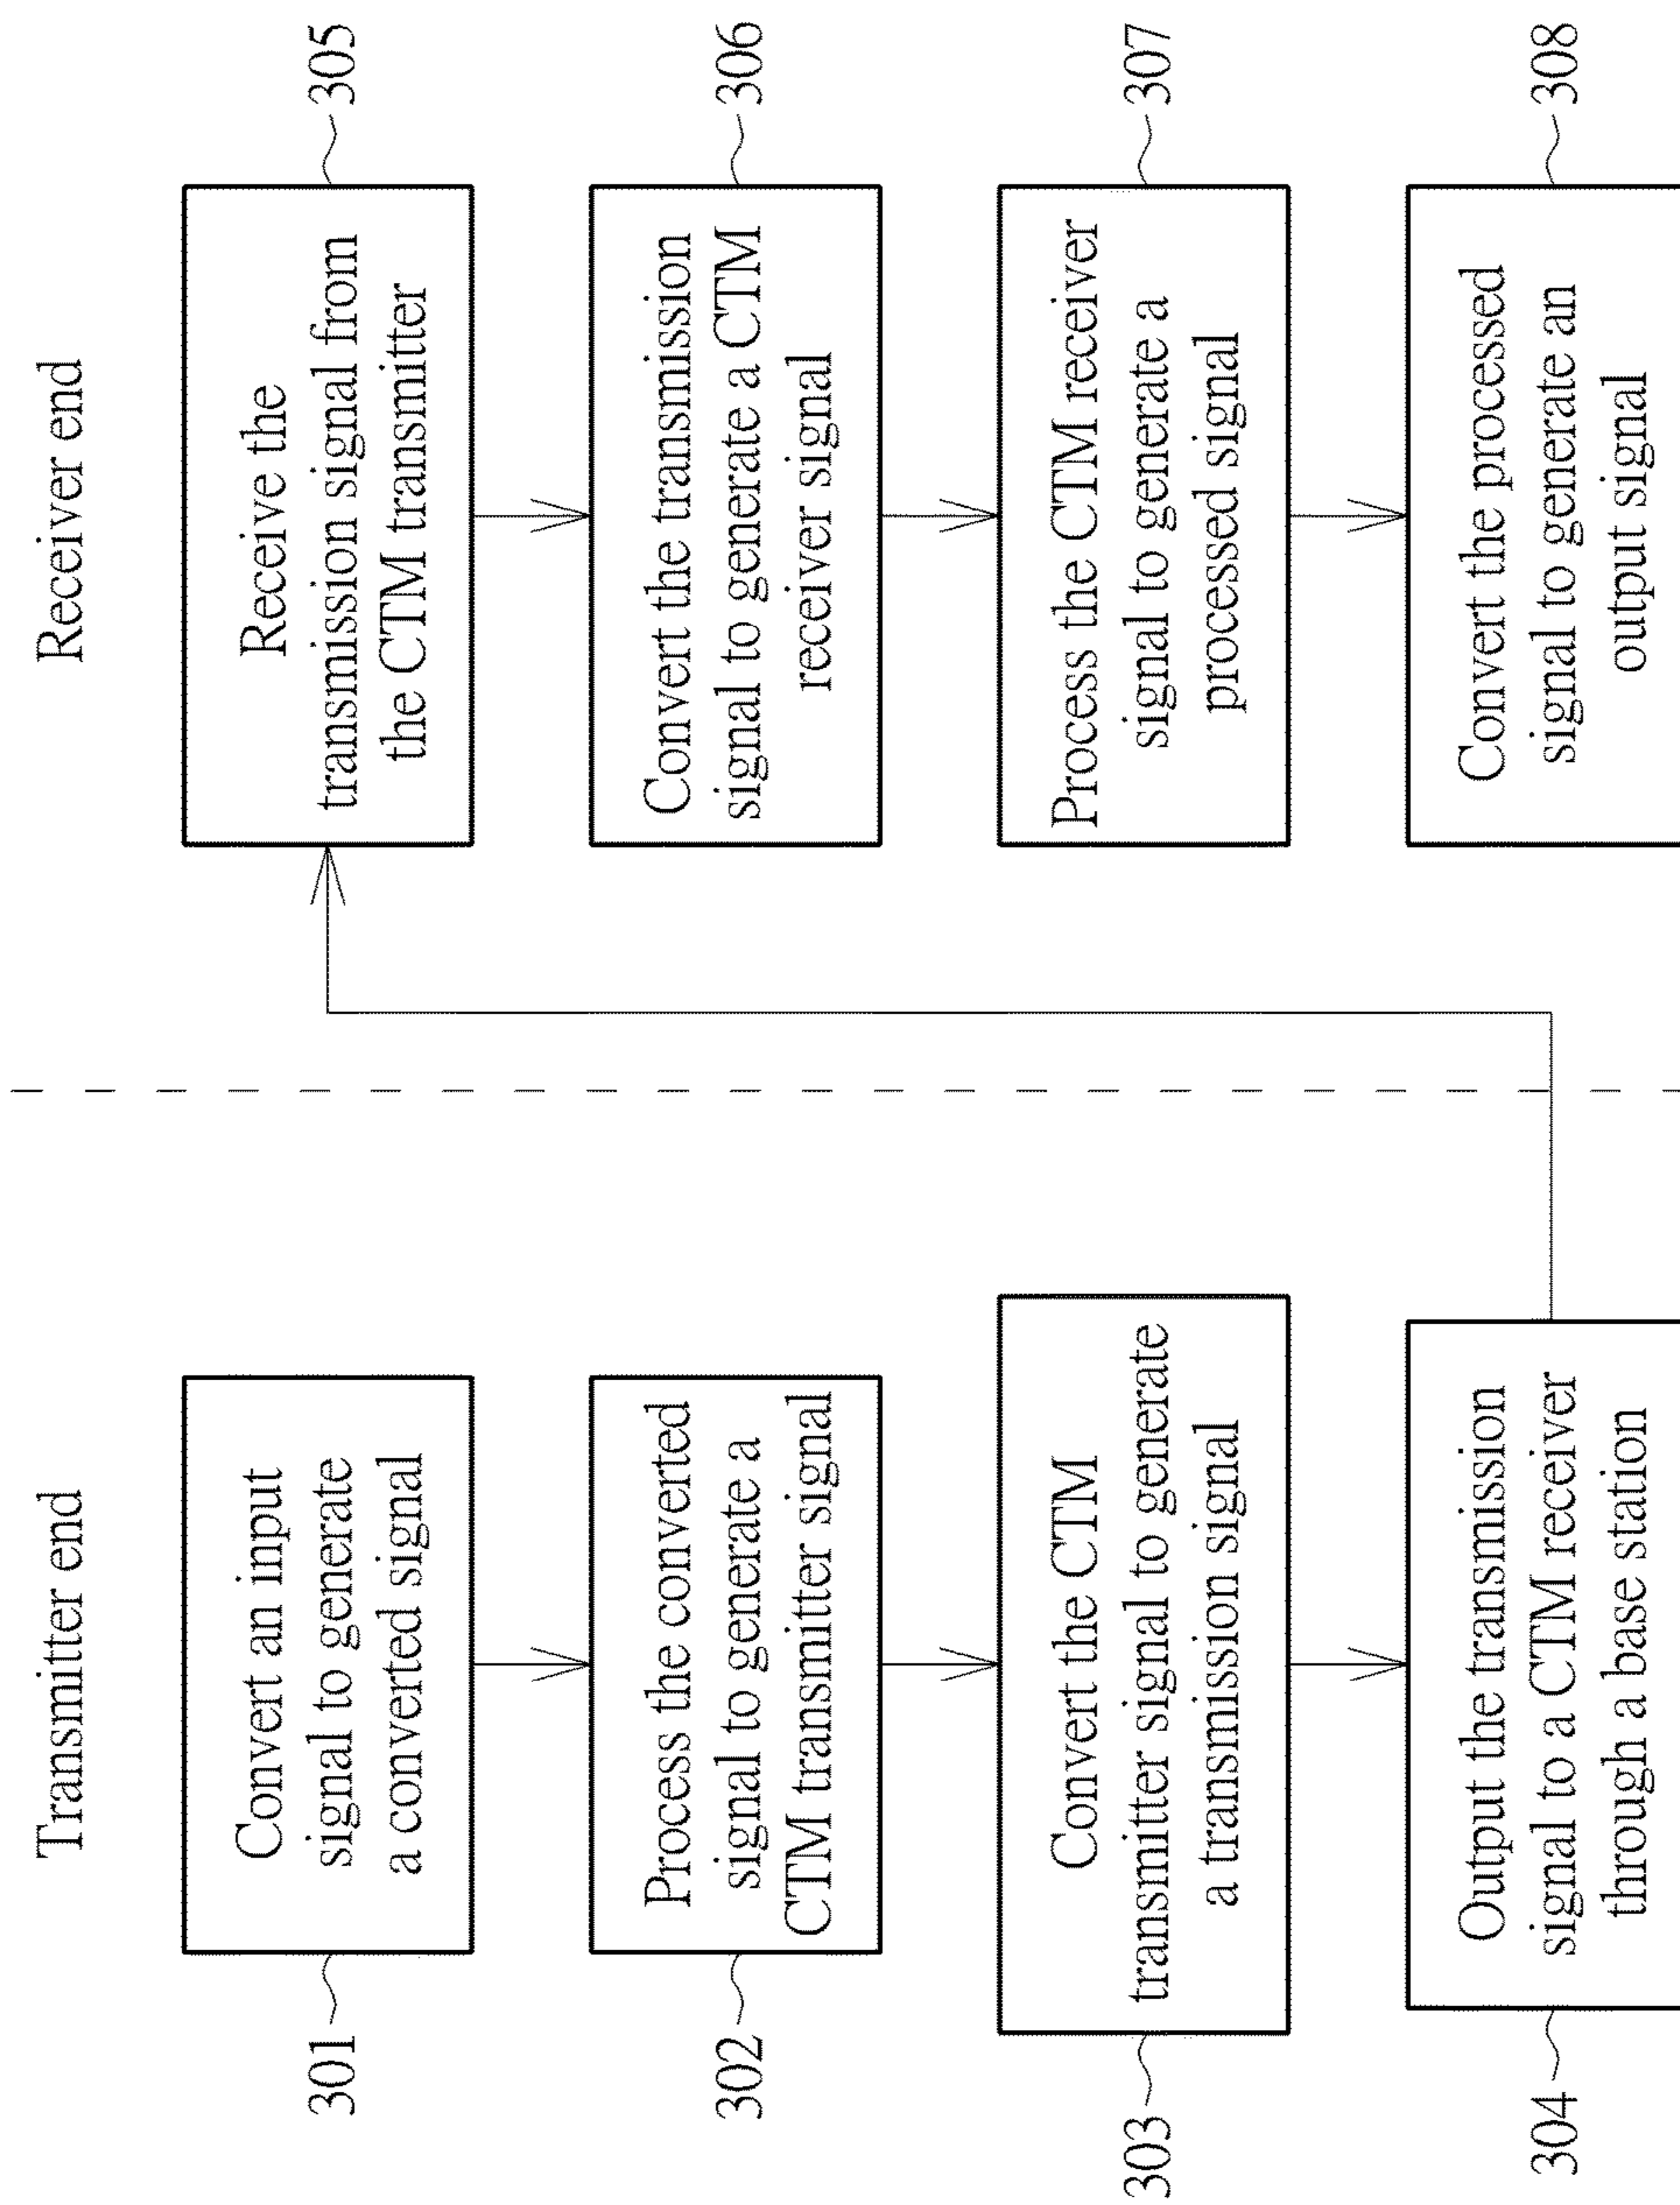 Transmitter end
301
Convert an input
signal to generate
a converted signal
302
Process the converted
signal to generate a
CTM transmitter signal
303
Convert the CTM
transmitter signal to generate
a transmission signal
304
Output the transmission
signal to a CTM receiver
through a base station
Receiver end
Receive the
transmission signal from
the CTM transmitter
305
Convert the transmission
signal to generate a CTM
receiver signal
306
Process the CTM receiver
signal to generate a
processed signal
307
Convert the processed
signal to generate an
output signal
308